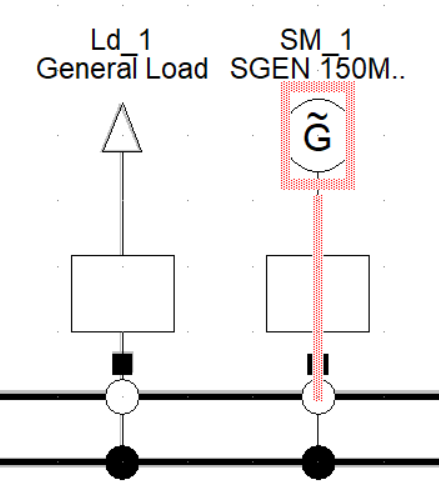 Ld_1
General Load
SM_1
SGEN 150M..
G̃